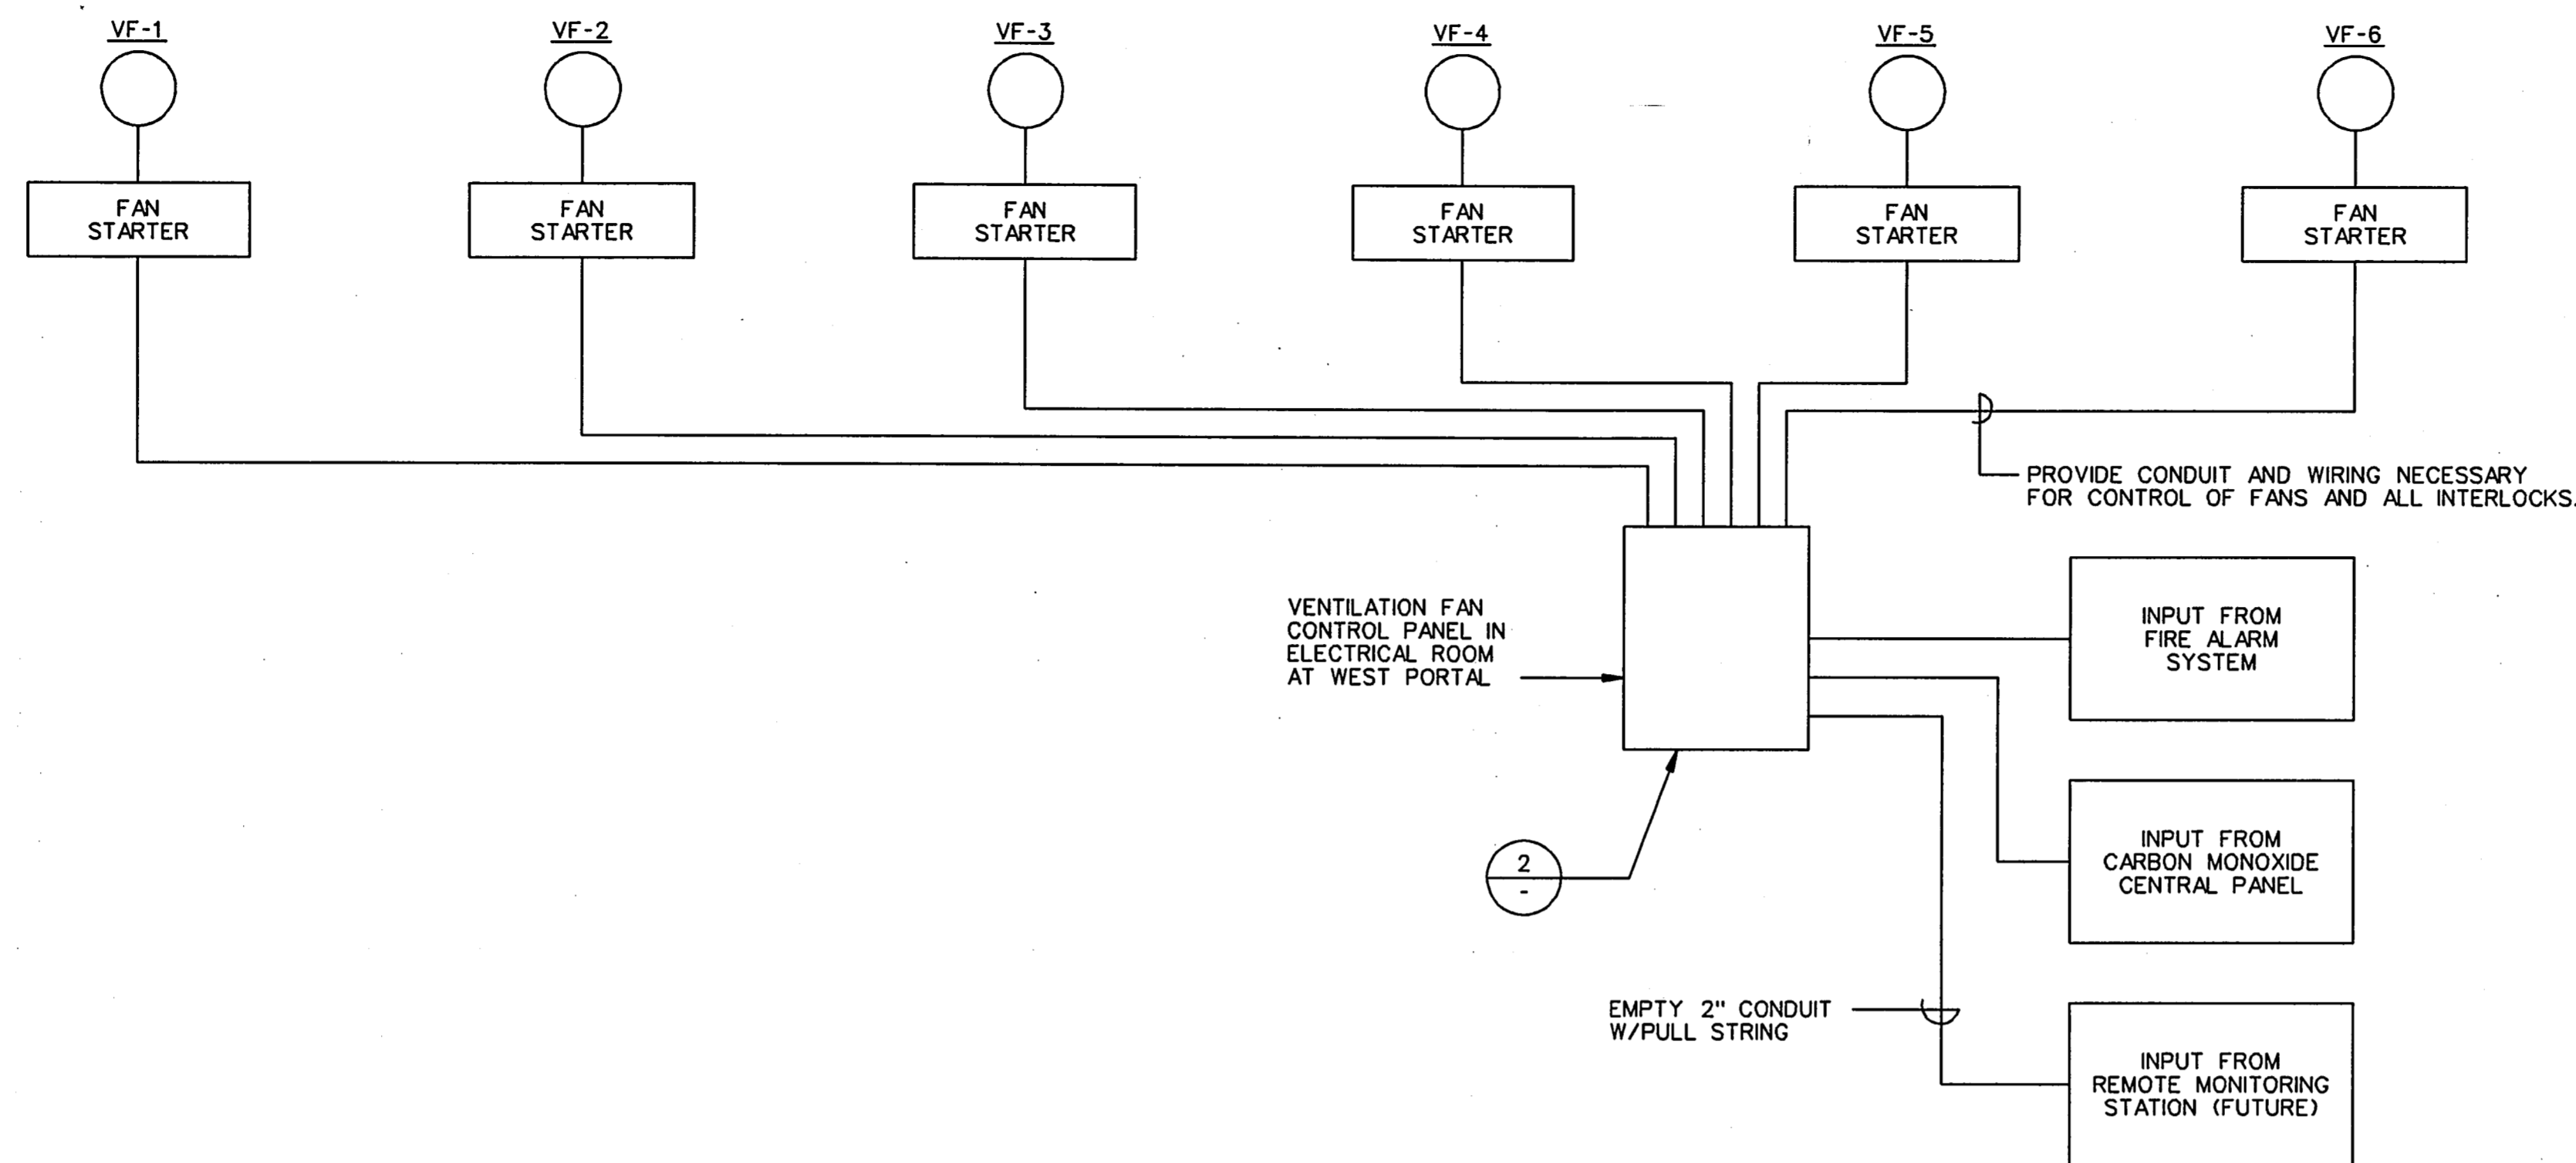 VF-1
VF-2
VF-3
VF-4
VF-5
VF-6
FAN
STARTER
FAN
STARTER
FAN
STARTER
FAN
STARTER
FAN
STARTER
FAN
STARTER
PROVIDE CONDUIT AND WIRING NECESSARY
FOR CONTROL OF FANS AND ALL INTERLOCKS.
VENTILATION FAN
CONTROL PANEL IN
ELECTRICAL ROOM
AT WEST PORTAL
INPUT FROM
FIRE ALARM
SYSTEM
2
-
INPUT FROM
CARBON MONOXIDE
CENTRAL PANEL
EMPTY 2" CONDUIT
W/PULL STRING
INPUT FROM
REMOTE MONITORING
STATION (FUTURE)